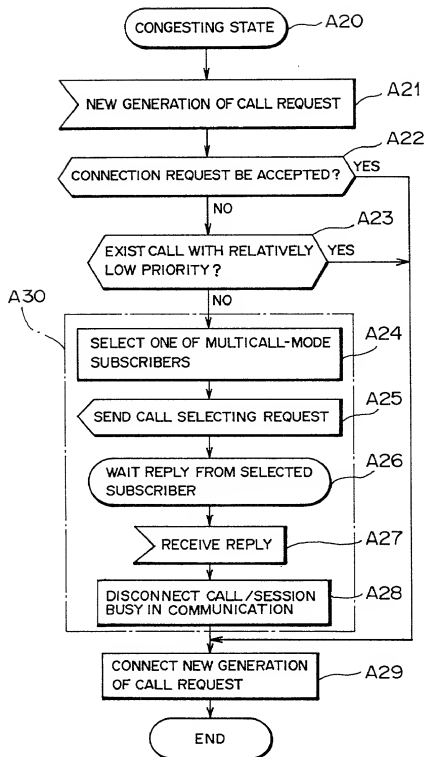 CONGESTING STATE
A20
NEW GENERATION OF CALL REQUEST
A21
A22
CONNECTION REQUEST BE ACCEPTED?
YES
NO
A23
EXIST CALL WITH RELATIVELY
LOW PRIORITY?
YES
A30
NO
SELECT ONE OF MULTICALL-MODE
SUBSCRIBERS
A24
SEND CALL SELECTING REQUEST
A25
WAIT REPLY FROM SELECTED
SUBSCRIBER
A26
RECEIVE REPLY
A27
DISCONNECT CALL/SESSION
BUSY IN COMMUNICATION
A28
CONNECT NEW GENERATION
OF CALL REQUEST
A29
END